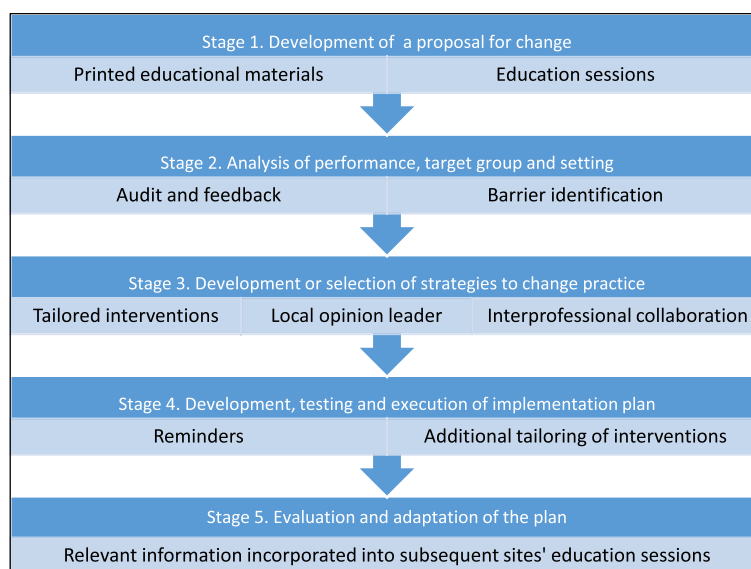 Stage 1. Development of a proposal for change
Printed educational materials
Education sessions
Stage 2. Analysis of performance, target group and setting
Audit and feedback
Barrier identification
Stage 3. Development or selection of strategies to change practice
Tailored interventions
Local opinion leader
Interprofessional collaboration
Stage 4. Development, testing and execution of implementation plan
Reminders
Additional tailoring of interventions
Stage 5. Evaluation and adaptation of the plan
Relevant information incorporated into subsequent sites' education sessions